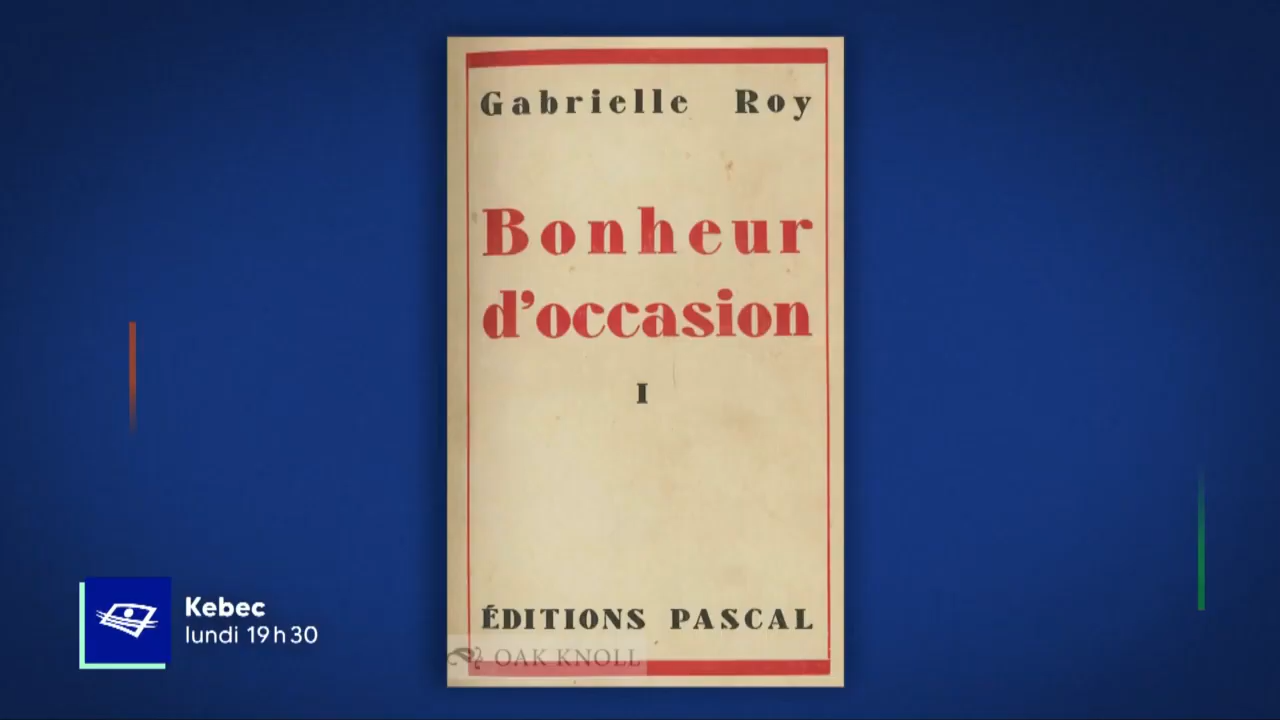 Gabrielle Roy
Bonheur
d'occasion
I
ÉDITIONS PASCAL
OAK KNOLL
Kebec
lundi 19 h 30